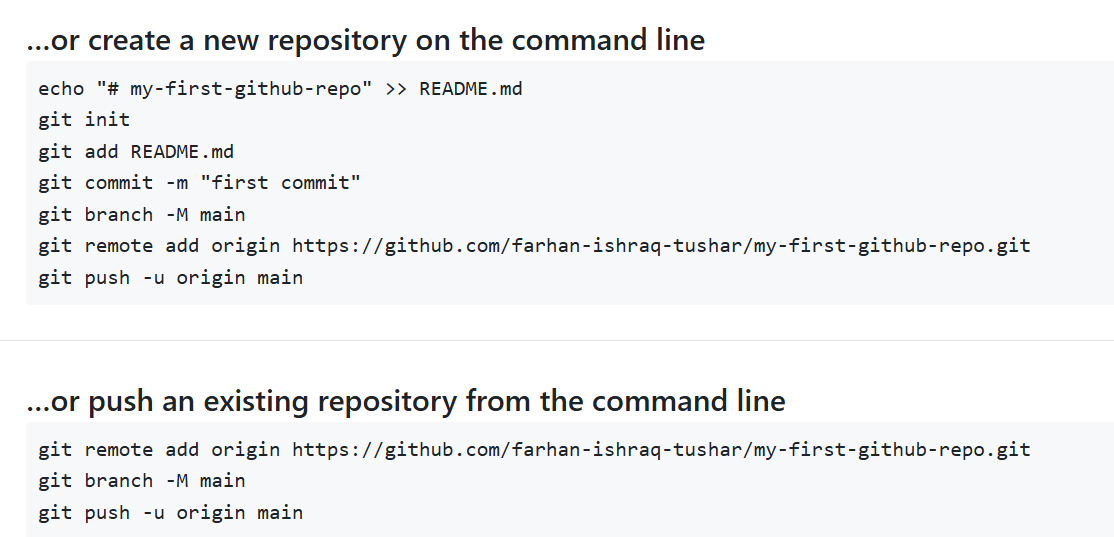 ...or create a new repository on the command line
echo "# my-first-github-repo" >> README.md
git init
git add README.md
git commit -m "first commit"
git branch -M main
git remote add origin https://github.com/farhan-ishraq-tushar/my-first-github-repo.git
git push -u origin main
...or push an existing repository from the command line
git remote add origin https://github.com/farhan-ishraq-tushar/my-first-github-repo.git
git branch -M main
git push -u origin main